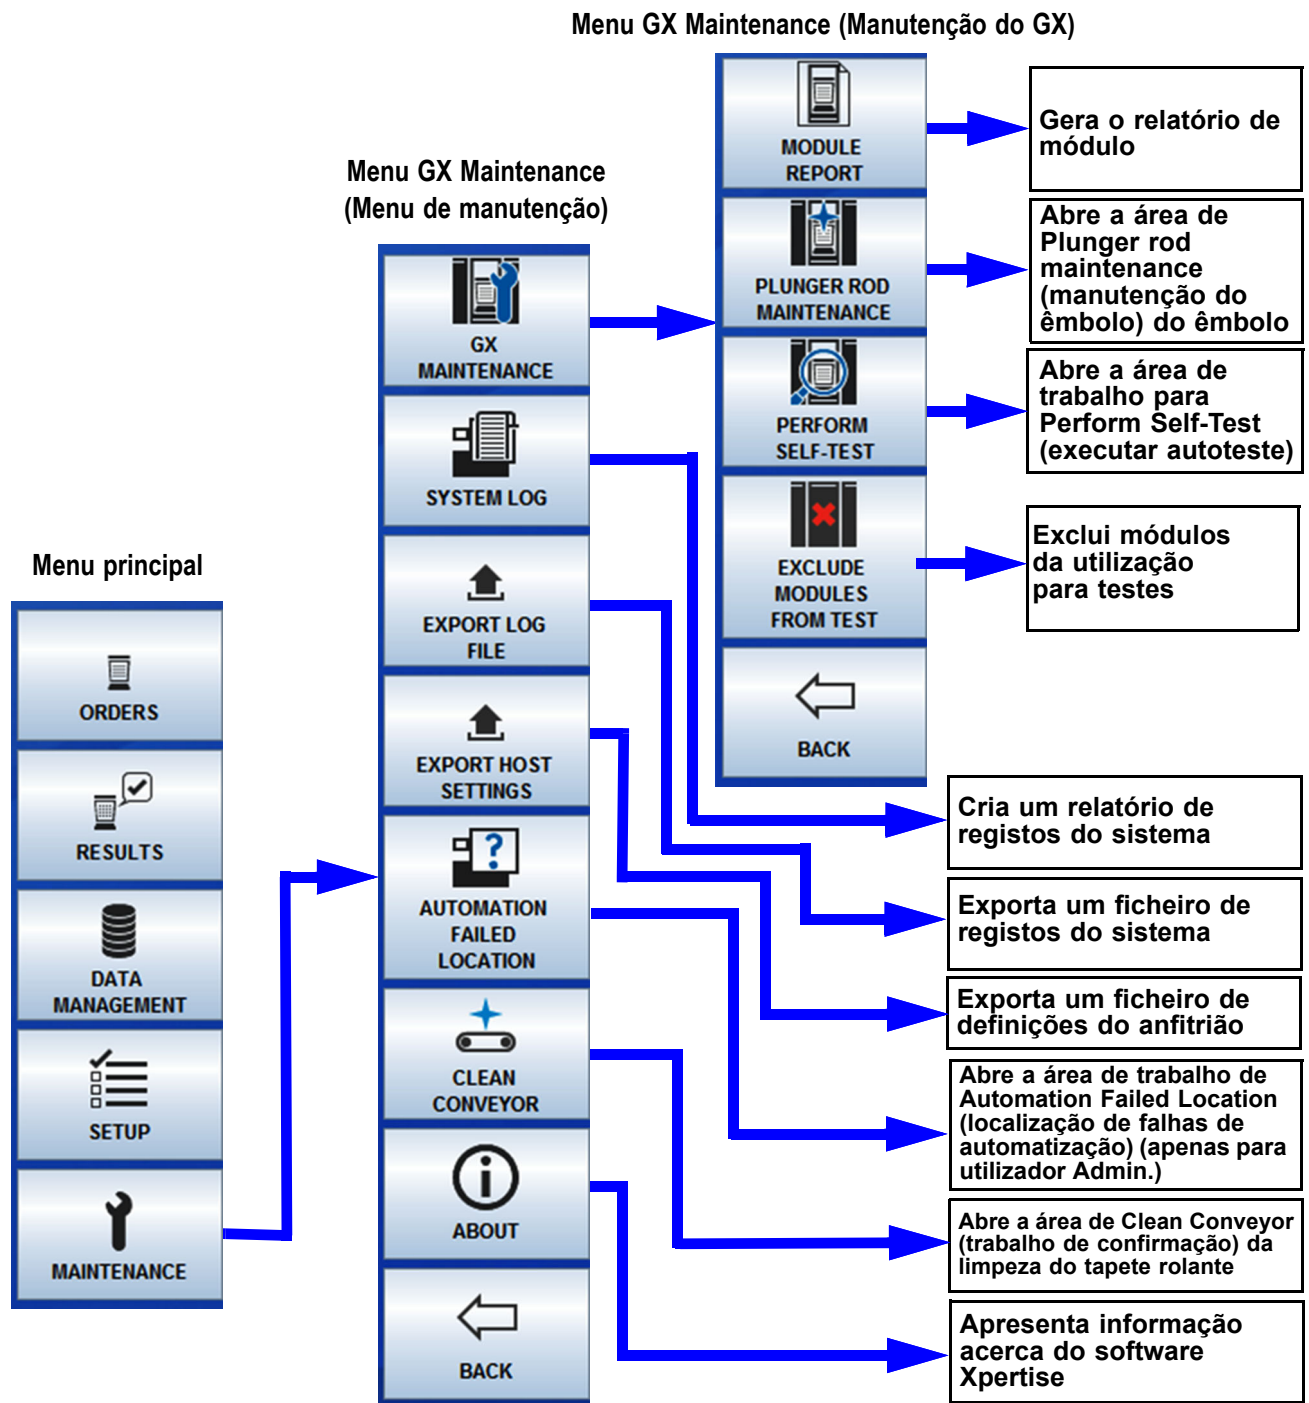 Menu GX Maintenance (Manutenção do GX)
MODULE
REPORT
Gera o relatório de
módulo
PLUNGER ROD
MAINTENANCE
Abre a área de
Plunger rod
maintenance
(manutenção do
êmbolo) do êmbolo
PERFORM
SELF-TEST
Abre a área de
trabalho para
Perform Self-Test
(executar autoteste)
EXCLUDE
MODULES
FROM TEST
Exclui módulos
da utilização
para testes
BACK
Menu GX Maintenance
(Menu de manutenção)
GX
MAINTENANCE
SYSTEM LOG
EXPORT LOG
FILE
EXPORT HOST
SETTINGS
AUTOMATION
FAILED
LOCATION
CLEAN
CONVEYOR
ABOUT
BACK
Menu principal
ORDERS
RESULTS
DATA
MANAGEMENT
SETUP
MAINTENANCE
Cria um relatório de
registos do sistema
Exporta um ficheiro de
registos do sistema
Exporta um ficheiro de
definições do anfitrião
Abre a área de trabalho de
Automation Failed Location
(localização de falhas de
automatização) (apenas para
utilizador Admin.)
Abre a área de Clean Conveyor
(trabalho de confirmação) da
limpeza do tapete rolante
Apresenta informação
acerca do software
Xpertise